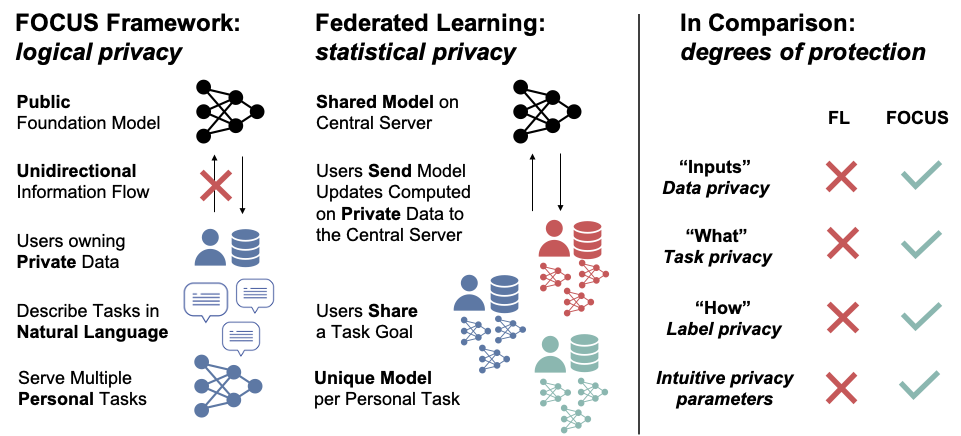 FOCUS Framework:
logical privacy
Public
Foundation Model
Unidirectional
Information Flow
Users owning
Private Data
Describe Tasks in
Natural Language
Serve Multiple
Personal Tasks
Federated Learning:
statistical privacy
Shared Model on
Central Server
Users Send Model
Updates Computed
on Private Data to
the Central Server
Users Share
a Task Goal
Unique Model
per Personal Task
In Comparison:
degrees of protection
FL FOCUS
“Inputs”
Data privacy
“What”
Task privacy
“How”
Label privacy
Intuitive privacy
parameters